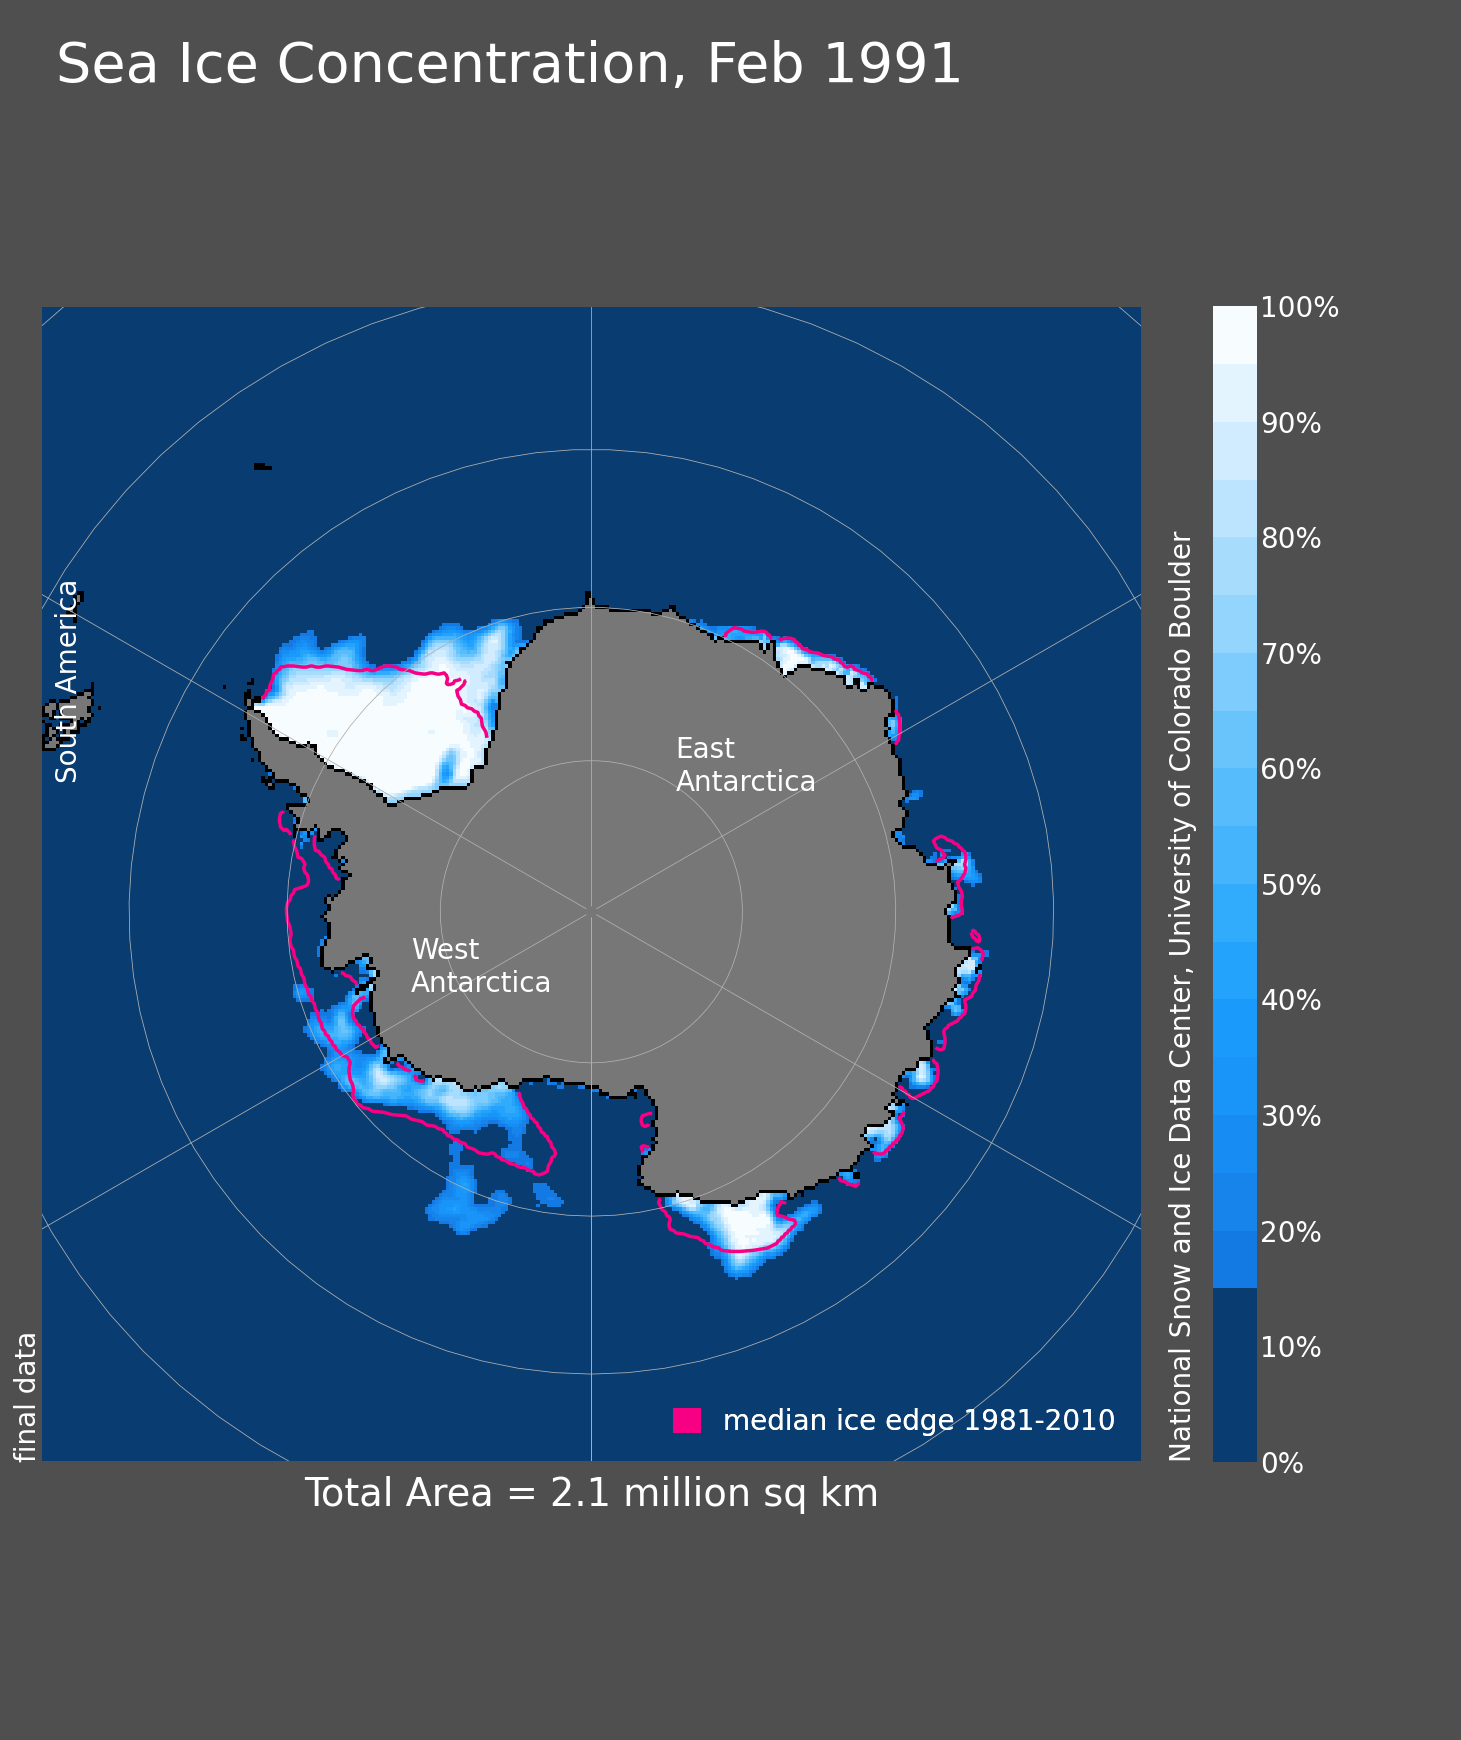 Sea Ice Concentration, Feb 1991
South America
East
Antarctica
West
Antarctica
median ice edge 1981-2010
final data
Total Area = 2.1 million sq km
National Snow and Ice Data Center, University of Colorado Boulder
100%
90%
80%
70%
60%
50%
40%
30%
20%
10%
0%